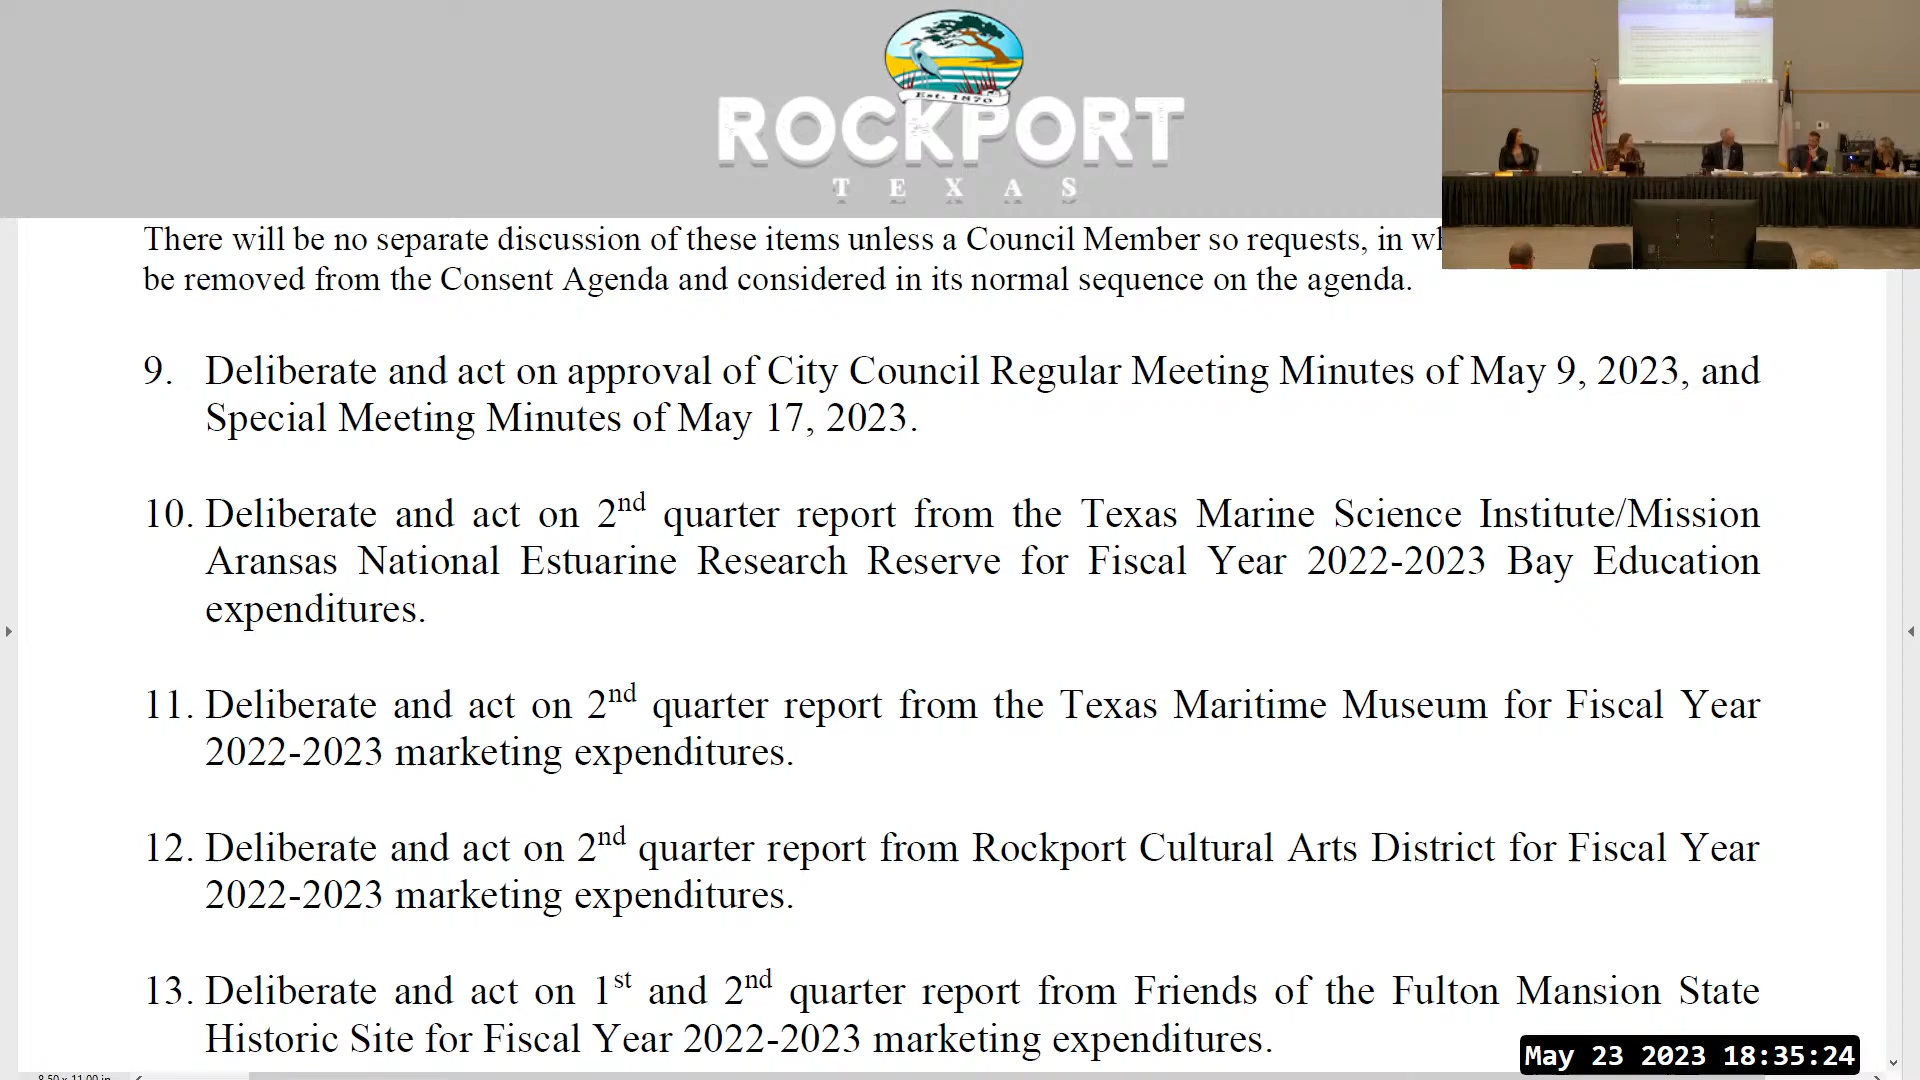 Est. 1870
ROCKPORT
TEXAS
There will be no separate discussion of these items unless a Council Member so requests, in
be removed from the Consent Agenda and considered in its normal sequence on the agenda.
9. Deliberate and act on approval of City Council Regular Meeting Minutes of May 9, 2023, and
Special Meeting Minutes of May 17, 2023.
10. Deliberate and act on 2nd quarter report from the Texas Marine Science Institute/Mission
Aransas National Estuarine Research Reserve for Fiscal Year 2022-2023 Bay Education
expenditures.
11. Deliberate and act on 2nd quarter report from the Texas Maritime Museum for Fiscal Year
2022-2023 marketing expenditures.
12. Deliberate and act on 2nd quarter report from Rockport Cultural Arts District for Fiscal Year
2022-2023 marketing expenditures.
13. Deliberate and act on 1st and 2nd quarter report from Friends of the Fulton Mansion State
Historic Site for Fiscal Year 2022-2023 marketing expenditures.
May 23 2023 18:35:24
8.50 x 11.00 in